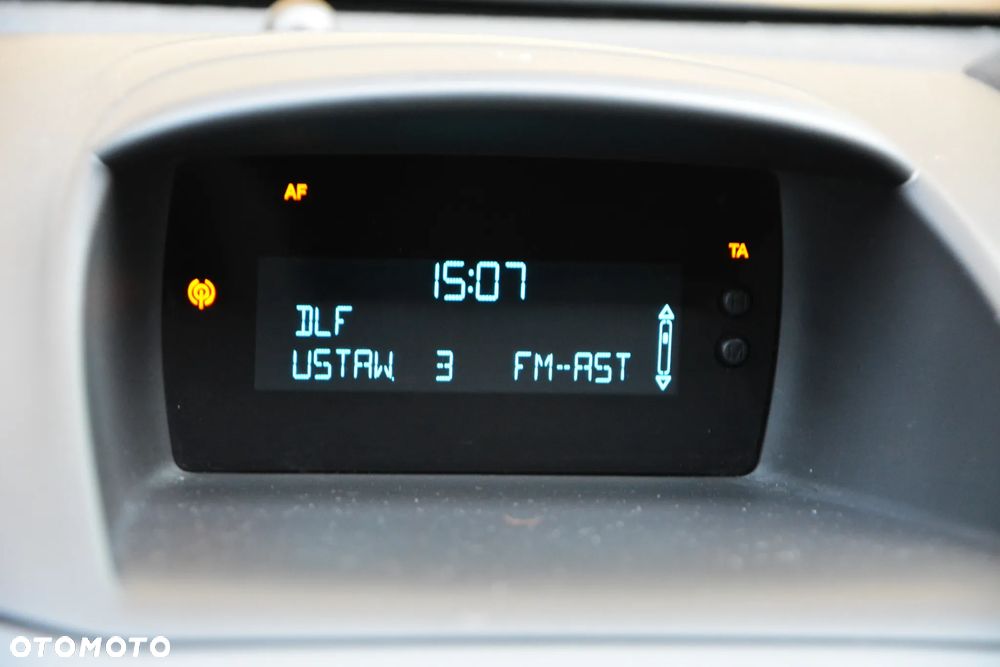 AF
TA
15:07
DLF
USTAW. 3 FM-AST
OTOMOTO